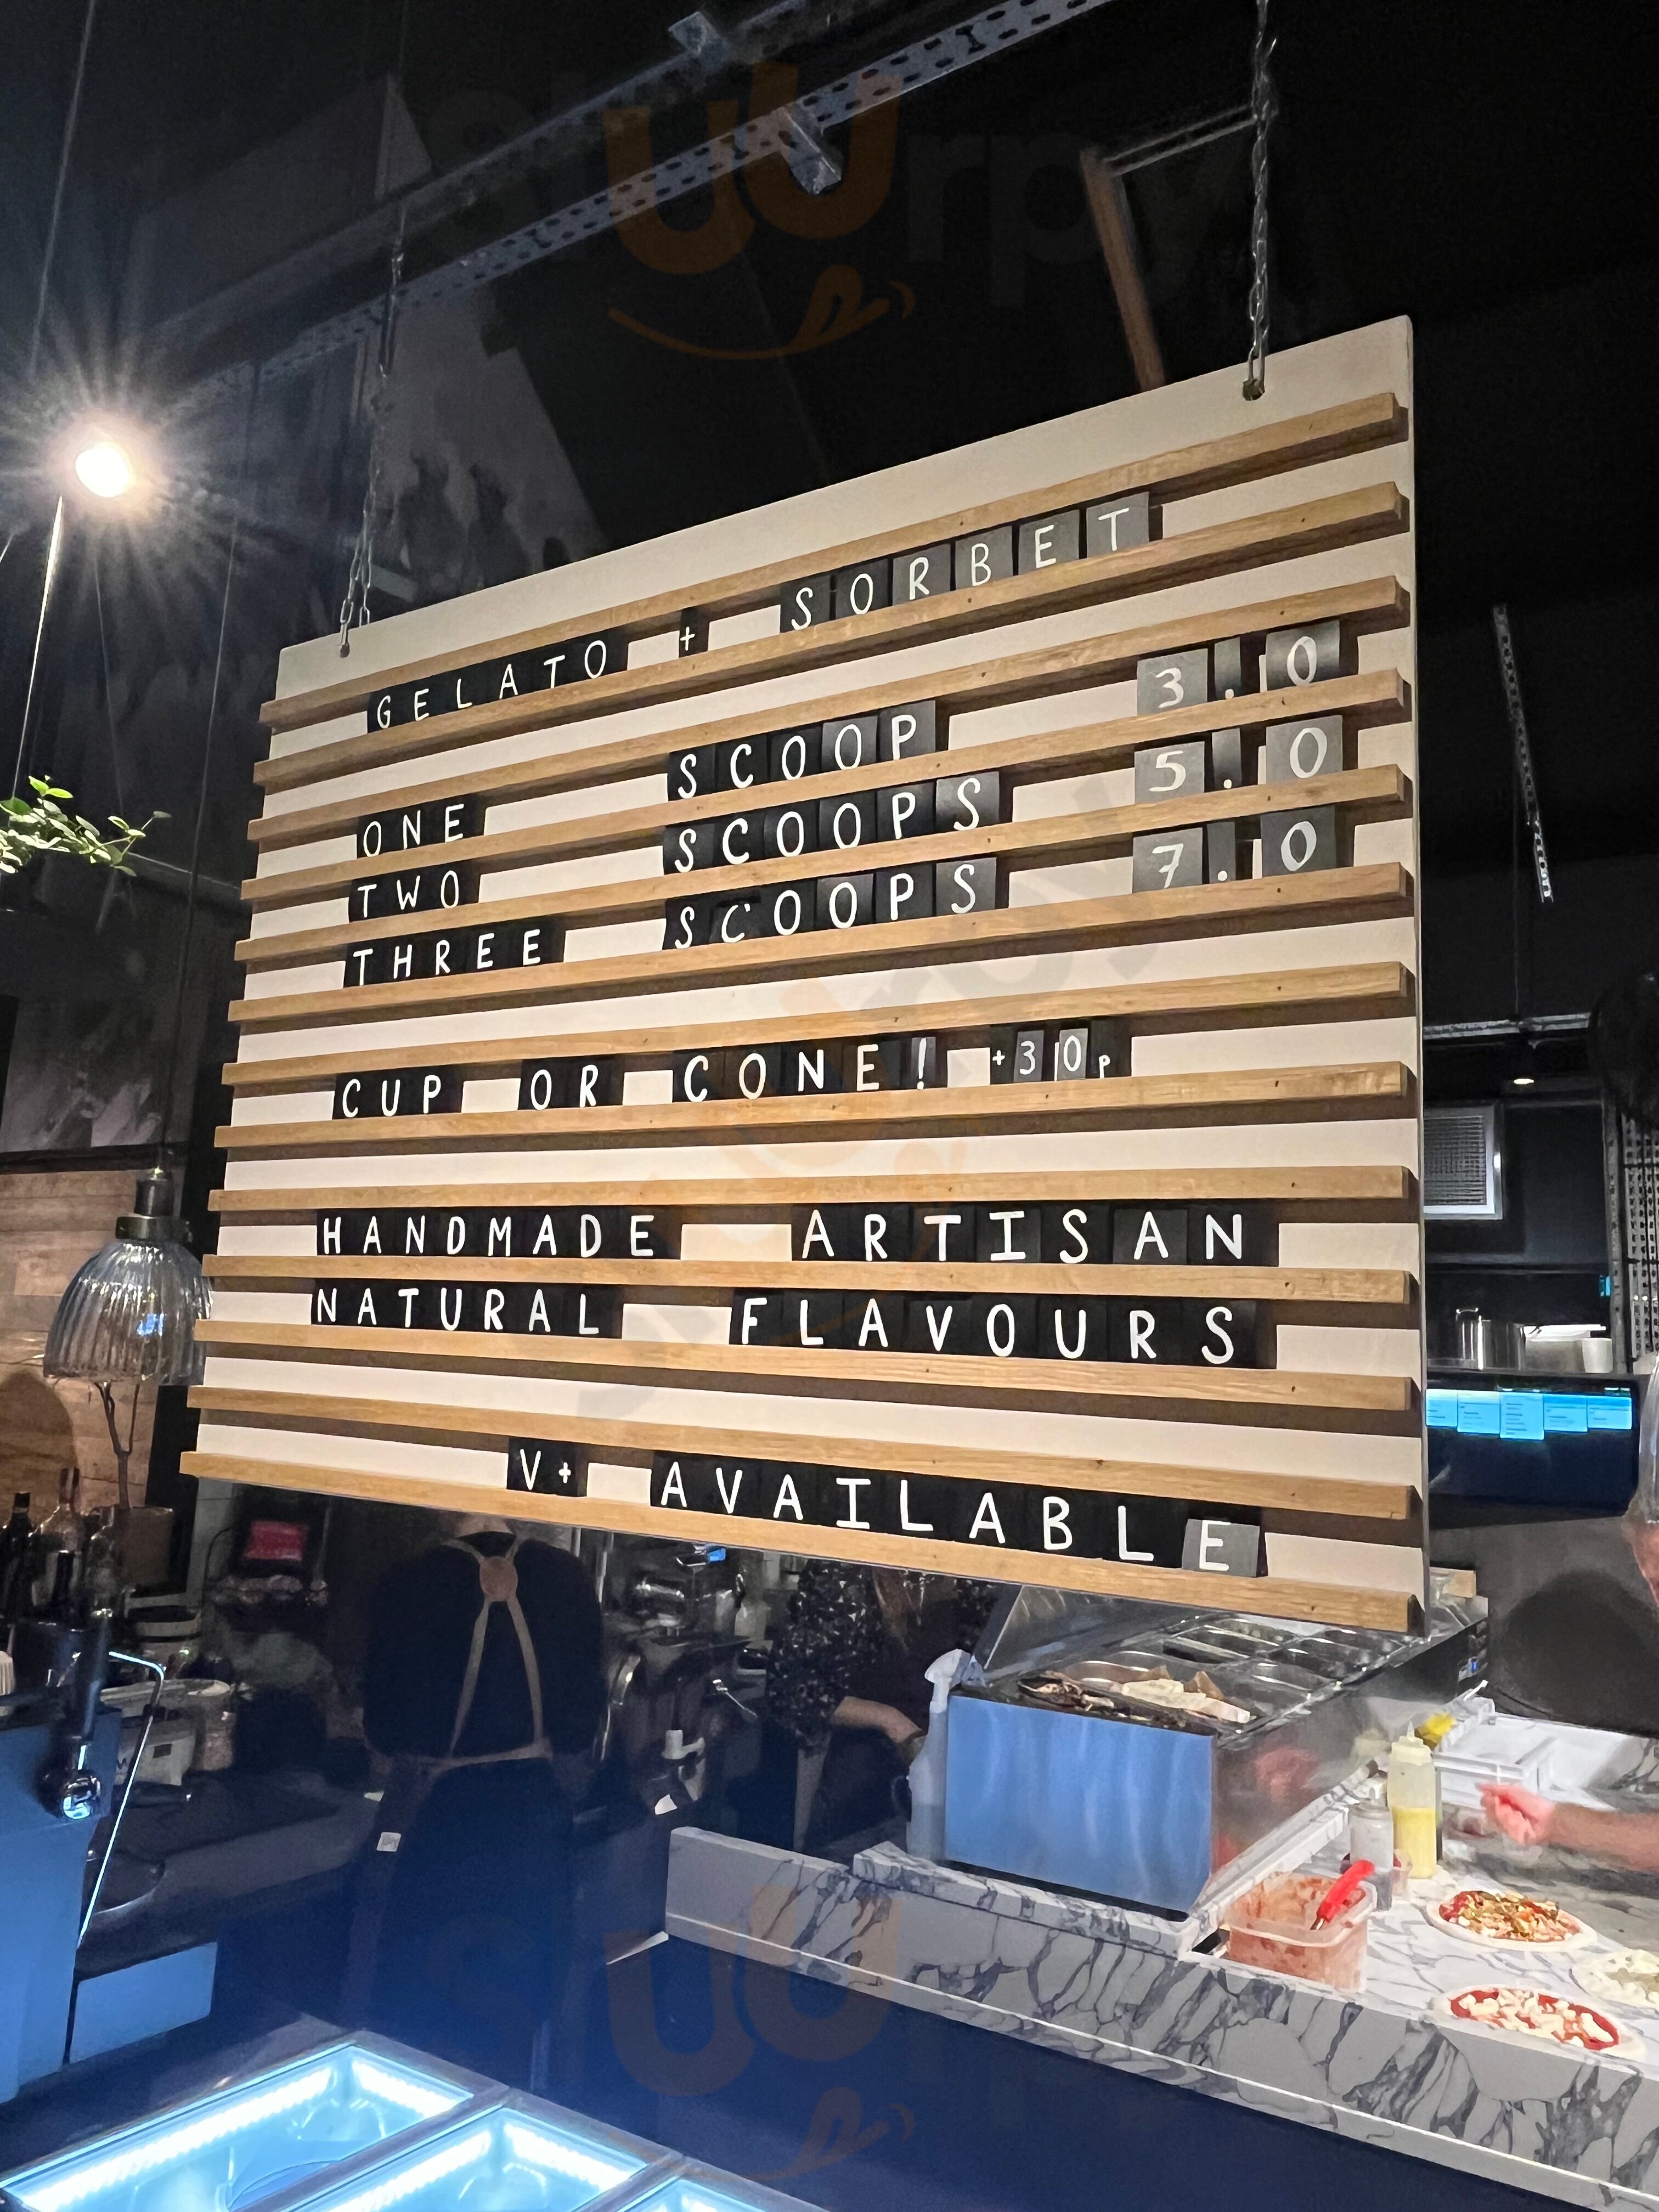 GELATO + SORBET
ONE SCOOP 3.0
TWO SCOOPS 5.0
THREE SCOOPS 7.0
CUP OR CONE! +30p
HANDMADE ARTISAN
NATURAL FLAVOURS
V+ AVAILABLE